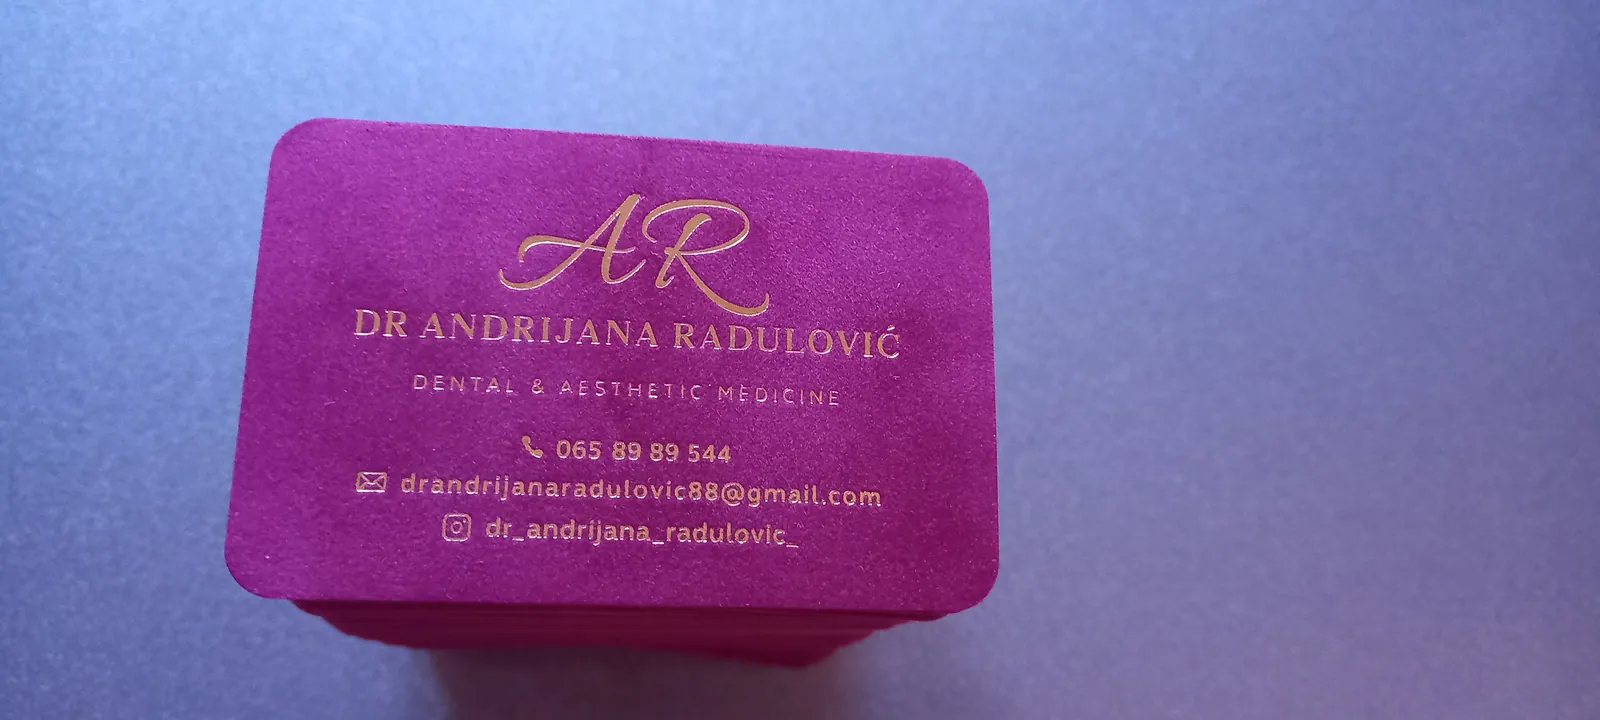 AR
DR ANDRIJANA RADULOVIĆ
DENTAL & AESTHETIC MEDICINE
065 89 89 544
drandrijanaradulovic88@gmail.com
dr_andrijana_radulovic_